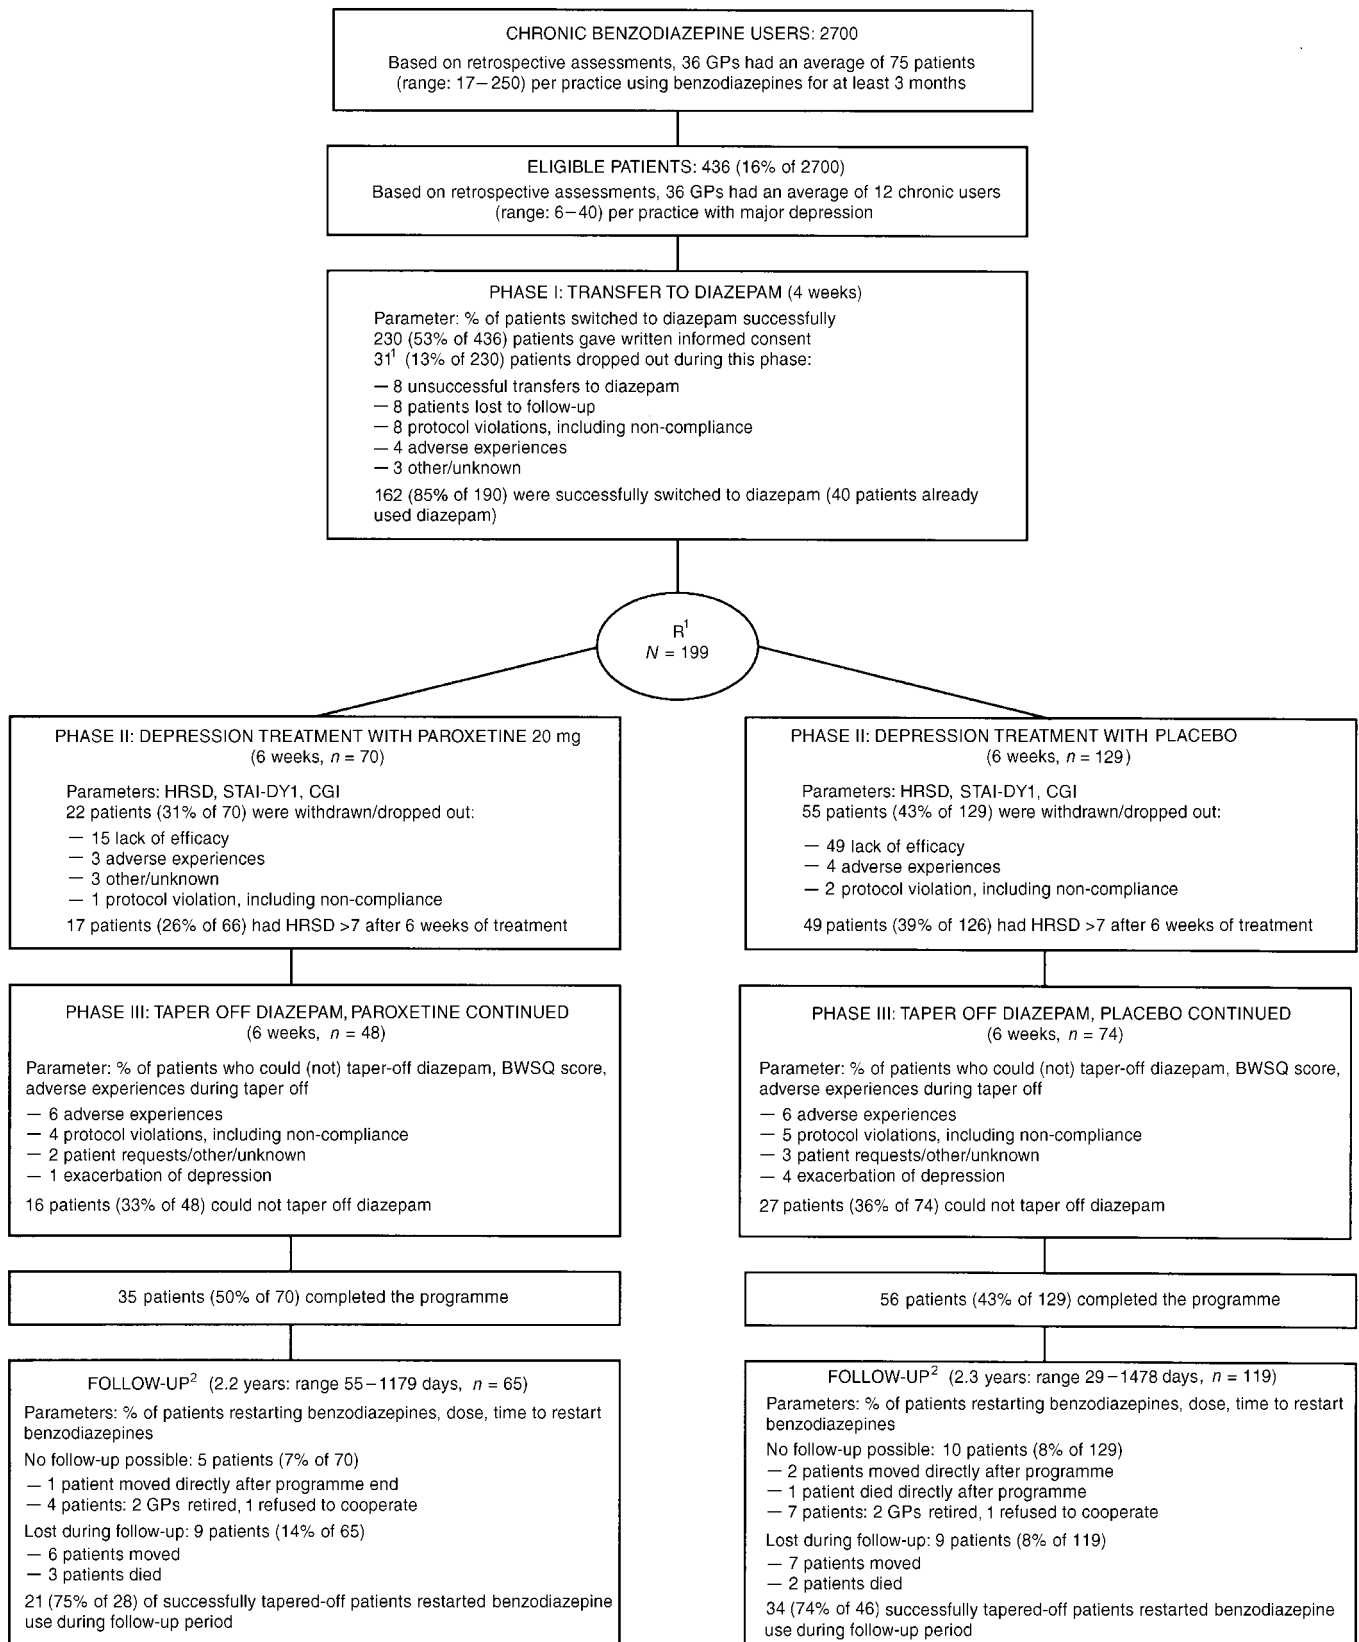 CHRONIC BENZODIAZEPINE USERS: 2700
Based on retrospective assessments, 36 GPs had an average of 75 patients
(range: 17–250) per practice using benzodiazepines for at least 3 months
ELIGIBLE PATIENTS: 436 (16% of 2700)
Based on retrospective assessments, 36 GPs had an average of 12 chronic users
(range: 6–40) per practice with major depression
PHASE I: TRANSFER TO DIAZEPAM (4 weeks)
Parameter: % of patients switched to diazepam successfully
230 (53% of 436) patients gave written informed consent
31¹ (13% of 230) patients dropped out during this phase:
— 8 unsuccessful transfers to diazepam
— 8 patients lost to follow-up
— 8 protocol violations, including non-compliance
— 4 adverse experiences
— 3 other/unknown
162 (85% of 190) were successfully switched to diazepam (40 patients already
used diazepam)
R¹
N = 199
PHASE II: DEPRESSION TREATMENT WITH PAROXETINE 20 mg
(6 weeks, n = 70)
Parameters: HRSD, STAI-DY1, CGI
22 patients (31% of 70) were withdrawn/dropped out:
— 15 lack of efficacy
— 3 adverse experiences
— 3 other/unknown
— 1 protocol violation, including non-compliance
17 patients (26% of 66) had HRSD >7 after 6 weeks of treatment
PHASE II: DEPRESSION TREATMENT WITH PLACEBO
(6 weeks, n = 129)
Parameters: HRSD, STAI-DY1, CGI
55 patients (43% of 129) were withdrawn/dropped out:
— 49 lack of efficacy
— 4 adverse experiences
— 2 protocol violation, including non-compliance
49 patients (39% of 126) had HRSD >7 after 6 weeks of treatment
PHASE III: TAPER OFF DIAZEPAM, PAROXETINE CONTINUED
(6 weeks, n = 48)
Parameter: % of patients who could (not) taper-off diazepam, BWSQ score,
adverse experiences during taper off
— 6 adverse experiences
— 4 protocol violations, including non-compliance
— 2 patient requests/other/unknown
— 1 exacerbation of depression
16 patients (33% of 48) could not taper off diazepam
PHASE III: TAPER OFF DIAZEPAM, PLACEBO CONTINUED
(6 weeks, n = 74)
Parameter: % of patients who could (not) taper-off diazepam, BWSQ score,
adverse experiences during taper off
— 6 adverse experiences
— 5 protocol violations, including non-compliance
— 3 patient requests/other/unknown
— 4 exacerbation of depression
27 patients (36% of 74) could not taper off diazepam
35 patients (50% of 70) completed the programme
56 patients (43% of 129) completed the programme
FOLLOW-UP² (2.2 years: range 55–1179 days, n = 65)
Parameters: % of patients restarting benzodiazepines, dose, time to restart
benzodiazepines
No follow-up possible: 5 patients (7% of 70)
— 1 patient moved directly after programme end
— 4 patients: 2 GPs retired, 1 refused to cooperate
Lost during follow-up: 9 patients (14% of 65)
— 6 patients moved
— 3 patients died
21 (75% of 28) of successfully tapered-off patients restarted benzodiazepine
use during follow-up period
FOLLOW-UP² (2.3 years: range 29–1478 days, n = 119)
Parameters: % of patients restarting benzodiazepines, dose, time to restart
benzodiazepines
No follow-up possible: 10 patients (8% of 129)
— 2 patients moved directly after programme
— 1 patient died directly after programme
— 7 patients: 2 GPs retired, 1 refused to cooperate
Lost during follow-up: 9 patients (8% of 119)
— 7 patients moved
— 2 patients died
34 (74% of 46) successfully tapered-off patients restarted benzodiazepine
use during follow-up period